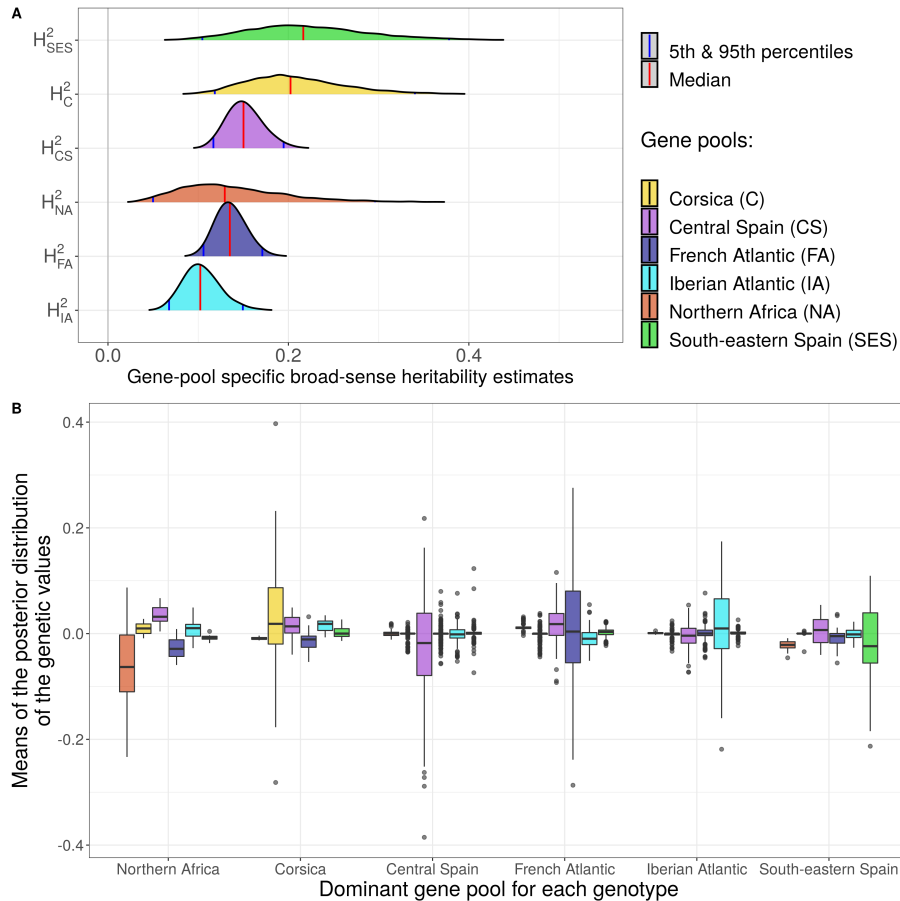 A
H²SES
H²C
H²CS
H²NA
H²FA
H²IA
0.0 0.2 0.4
Gene-pool specific broad-sense heritability estimates
5th & 95th percentiles
Median
Gene pools:
Corsica (C)
Central Spain (CS)
French Atlantic (FA)
Iberian Atlantic (IA)
Northern Africa (NA)
South-eastern Spain (SES)
B
Means of the posterior distribution
of the genetic values
0.4
0.2
0.0
-0.2
-0.4
Northern Africa Corsica Central Spain French Atlantic Iberian Atlantic South-eastern Spain
Dominant gene pool for each genotype